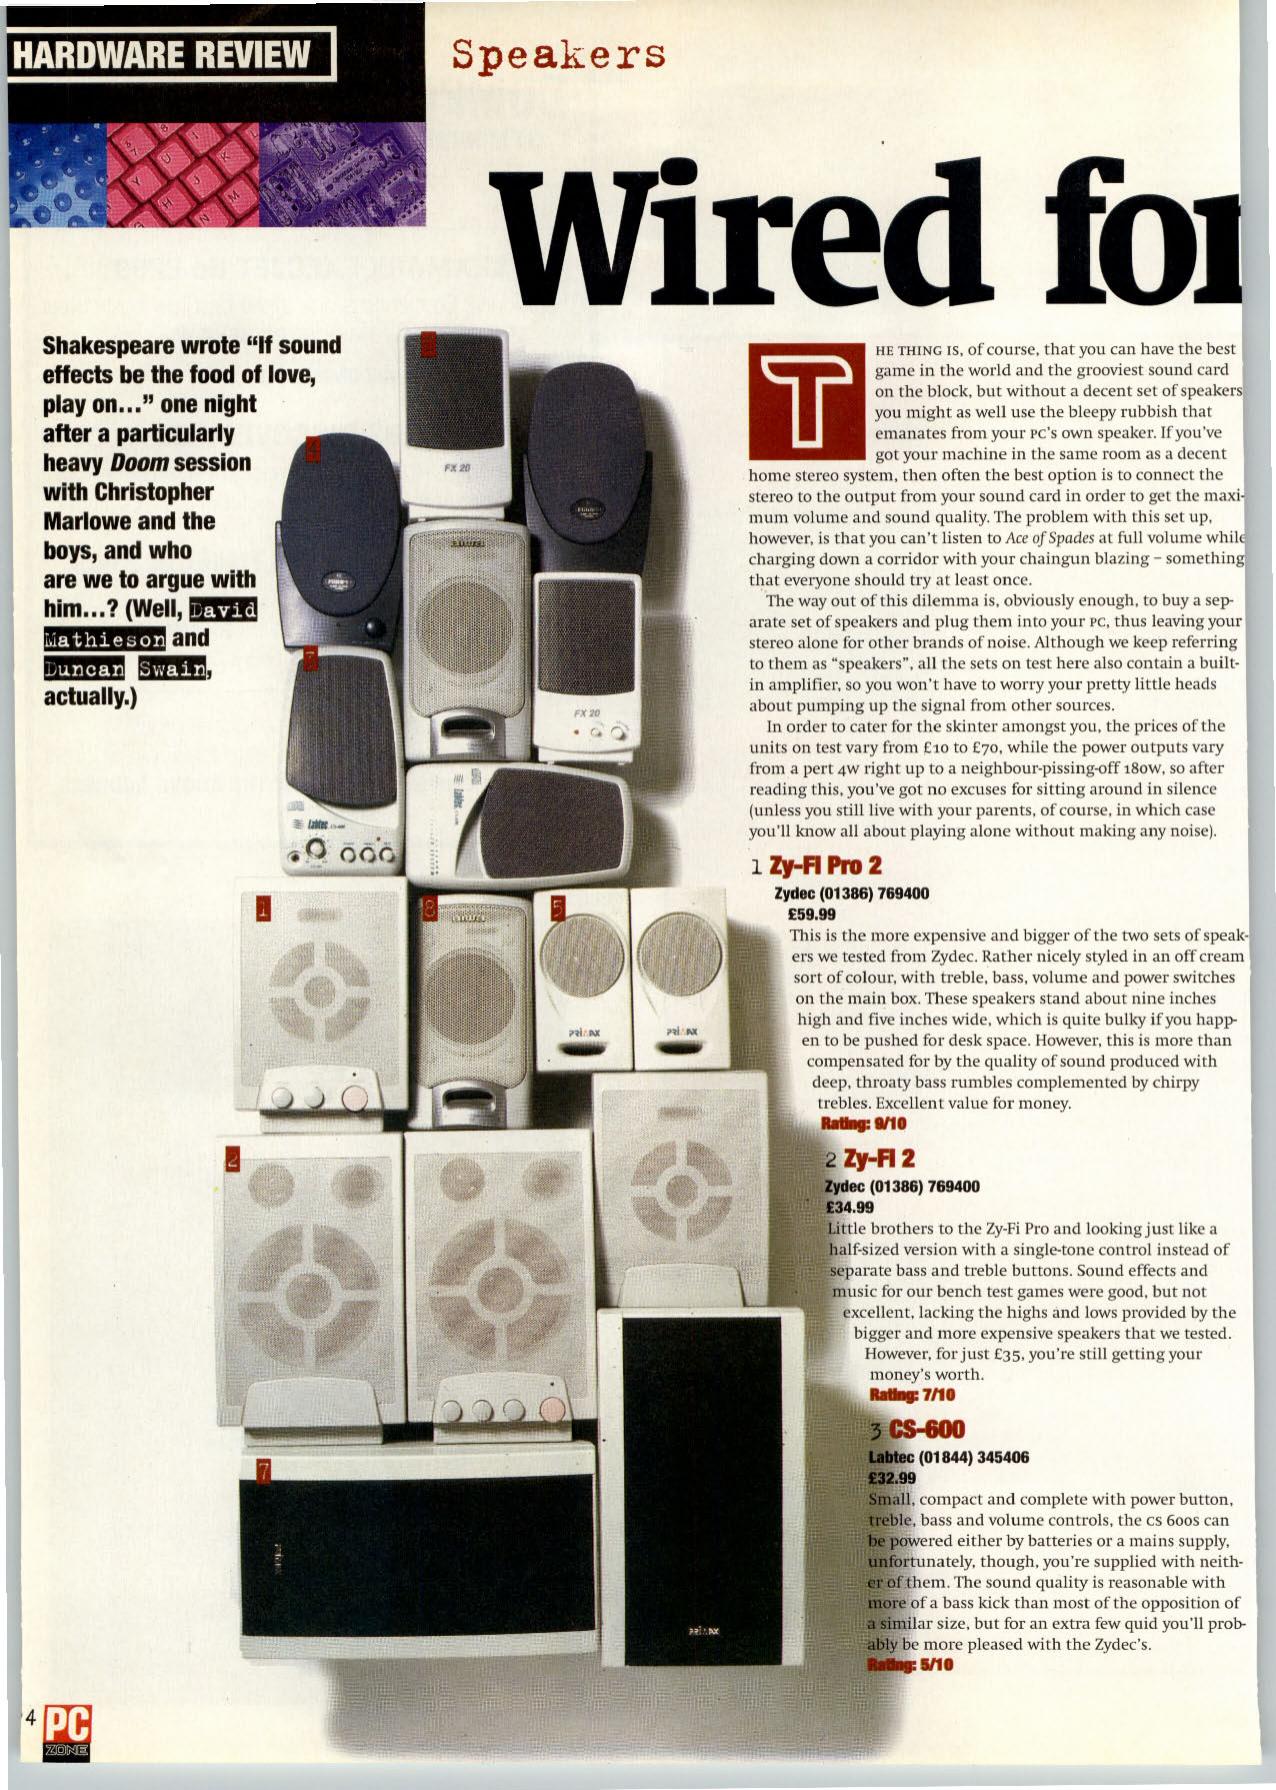 HARDWARE REVIEW
Speakers
Wired for
Shakespeare wrote “If sound
effects be the food of love,
play on...” one night
after a particularly
heavy Doom session
with Christopher
Marlowe and the
boys, and who
are we to argue with
him...? (Well, David
Mathieson and
Duncan Swain,
actually.)
THE THING IS, of course, that you can have the best
game in the world and the grooviest sound card
on the block, but without a decent set of speakers
you might as well use the bleepy rubbish that
emanates from your PC's own speaker. If you've
got your machine in the same room as a decent
home stereo system, then often the best option is to connect the
stereo to the output from your sound card in order to get the maxi-
mum volume and sound quality. The problem with this set up,
however, is that you can't listen to Ace of Spades at full volume while
charging down a corridor with your chaingun blazing – something
that everyone should try at least once.
The way out of this dilemma is, obviously enough, to buy a sep-
arate set of speakers and plug them into your PC, thus leaving your
stereo alone for other brands of noise. Although we keep referring
to them as “speakers”, all the sets on test here also contain a built-
in amplifier, so you won't have to worry your pretty little heads
about pumping up the signal from other sources.
In order to cater for the skinter amongst you, the prices of the
units on test vary from £10 to £70, while the power outputs vary
from a pert 4W right up to a neighbour-pissing-off 180W, so after
reading this, you've got no excuses for sitting around in silence
(unless you still live with your parents, of course, in which case
you'll know all about playing alone without making any noise).
1 Zy-Fi Pro 2
Zydec (01386) 769400
£59.99
This is the more expensive and bigger of the two sets of speak-
ers we tested from Zydec. Rather nicely styled in an off cream
sort of colour, with treble, bass, volume and power switches
on the main box. These speakers stand about nine inches
high and five inches wide, which is quite bulky if you happ-
en to be pushed for desk space. However, this is more than
compensated for by the quality of sound produced with
deep, throaty bass rumbles complemented by chirpy
trebles. Excellent value for money.
Rating: 9/10
2 Zy-Fi 2
Zydec (01386) 769400
£34.99
Little brothers to the Zy-Fi Pro and looking just like a
half-sized version with a single-tone control instead of
separate bass and treble buttons. Sound effects and
music for our bench test games were good, but not
excellent, lacking the highs and lows provided by the
bigger and more expensive speakers that we tested.
However, for just £35, you're still getting your
money's worth.
Rating: 7/10
3 CS-600
Labtec (01844) 345406
£32.99
Small, compact and complete with power button,
treble, bass and volume controls, the CS 600s can
be powered either by batteries or a mains supply,
unfortunately, though, you're supplied with neith-
er of them. The sound quality is reasonable with
more of a bass kick than most of the opposition of
a similar size, but for an extra few quid you'll prob-
ably be more pleased with the Zydec's.
Rating: 5/10
4
FX 20
FX 20
Labtec
Labtec
1
8
5
PRIMAX
PRIMAX
2
7
PRIMAX
PRIMAX
4
PC
ZONE